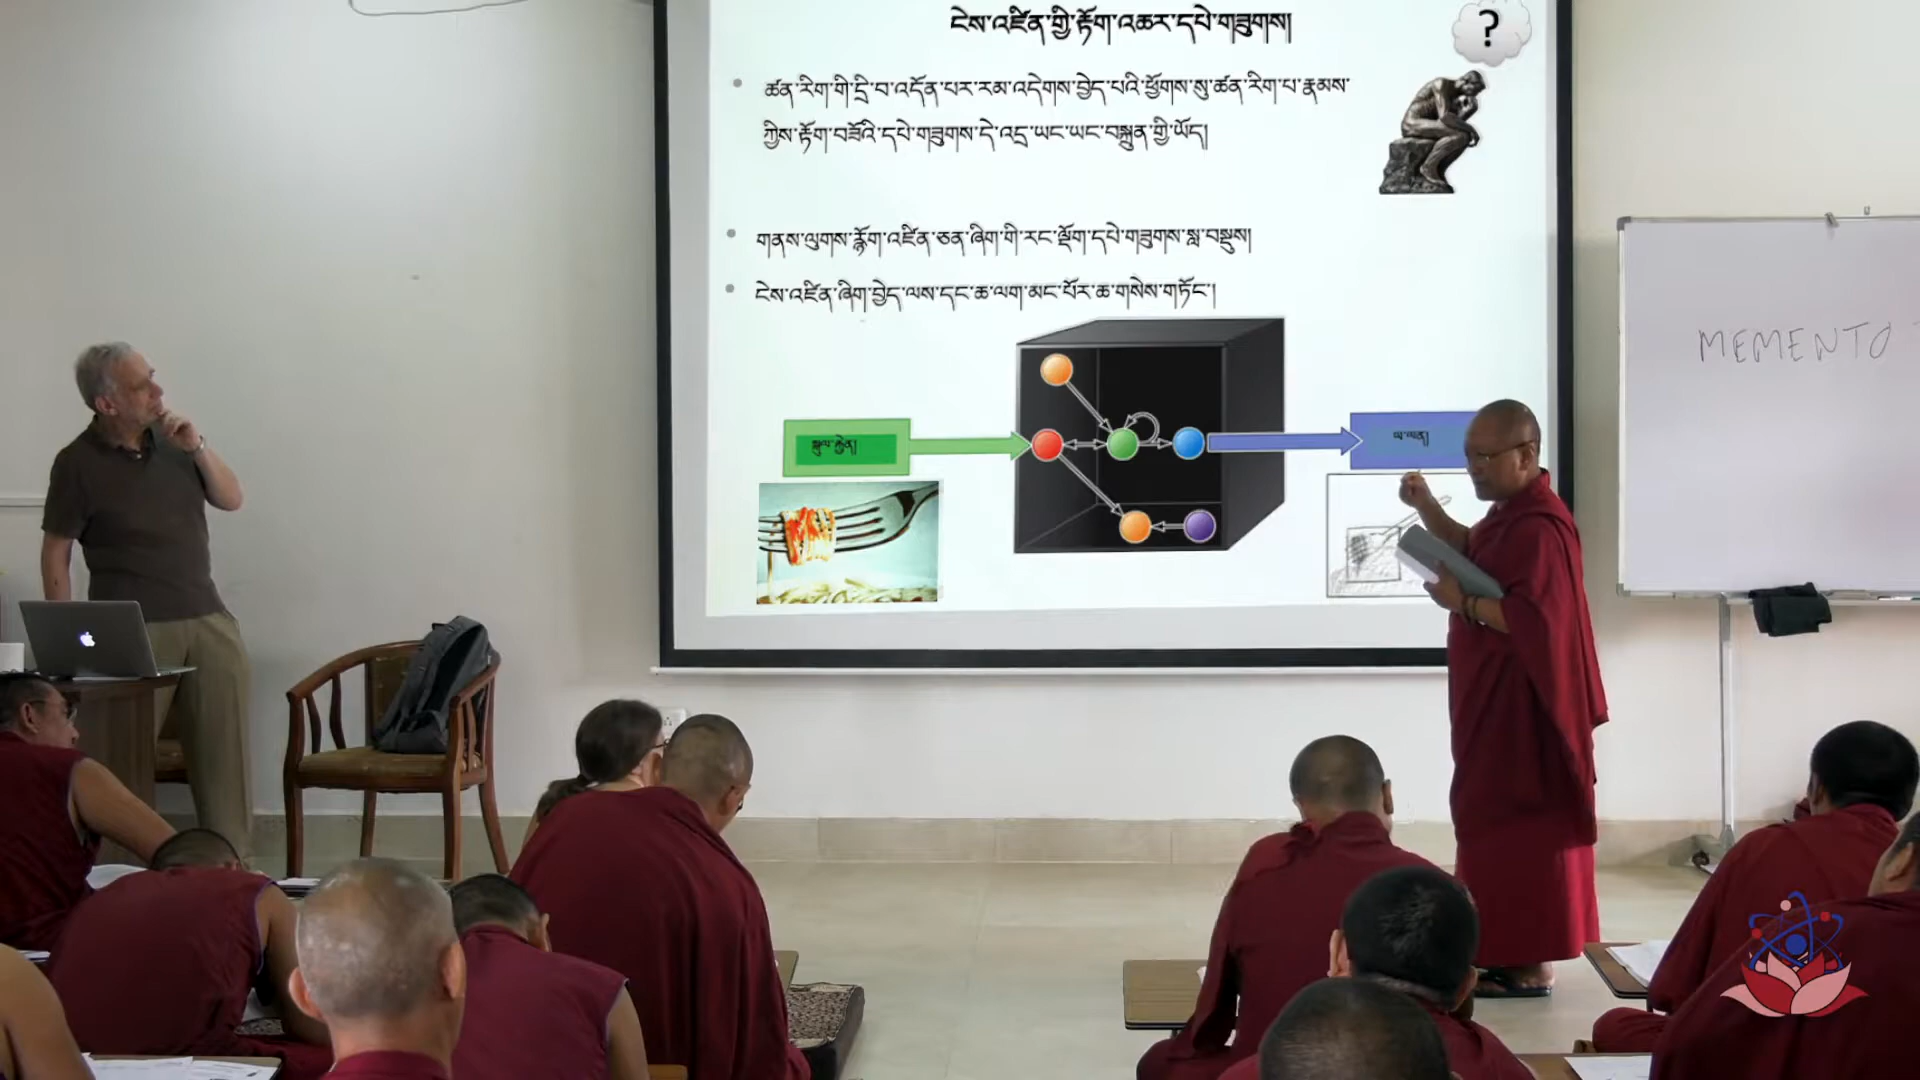 ངེས་འཛིན་གྱི་རྟོག་འཆར་དཔེ་གཟུགས།
?
ཚན་རིག་གི་དྲི་བ་འདོན་པར་རམ་འདེགས་བྱེད་པའི་ཕྱོགས་སུ་ཚན་རིག་པ་རྣམས་
ཀྱིས་རྟོག་བཟོའི་དཔེ་གཟུགས་དེ་འདྲ་ཡང་ཡང་བསྐྲུན་གྱི་ཡོད།
གནས་ལུགས་རྙོག་འཛིན་ཅན་ཞིག་གི་རང་ལྡོག་དཔེ་གཟུགས་སླ་བསྡུས།
ངེས་འཛིན་ཞིག་བྱེད་ལས་དང་ཆ་ལག་མང་པོར་ཆ་གསེས་གཏོང་།
སྐུལ་རྐྱེན།
ཡ་ལན།
MEMENTO